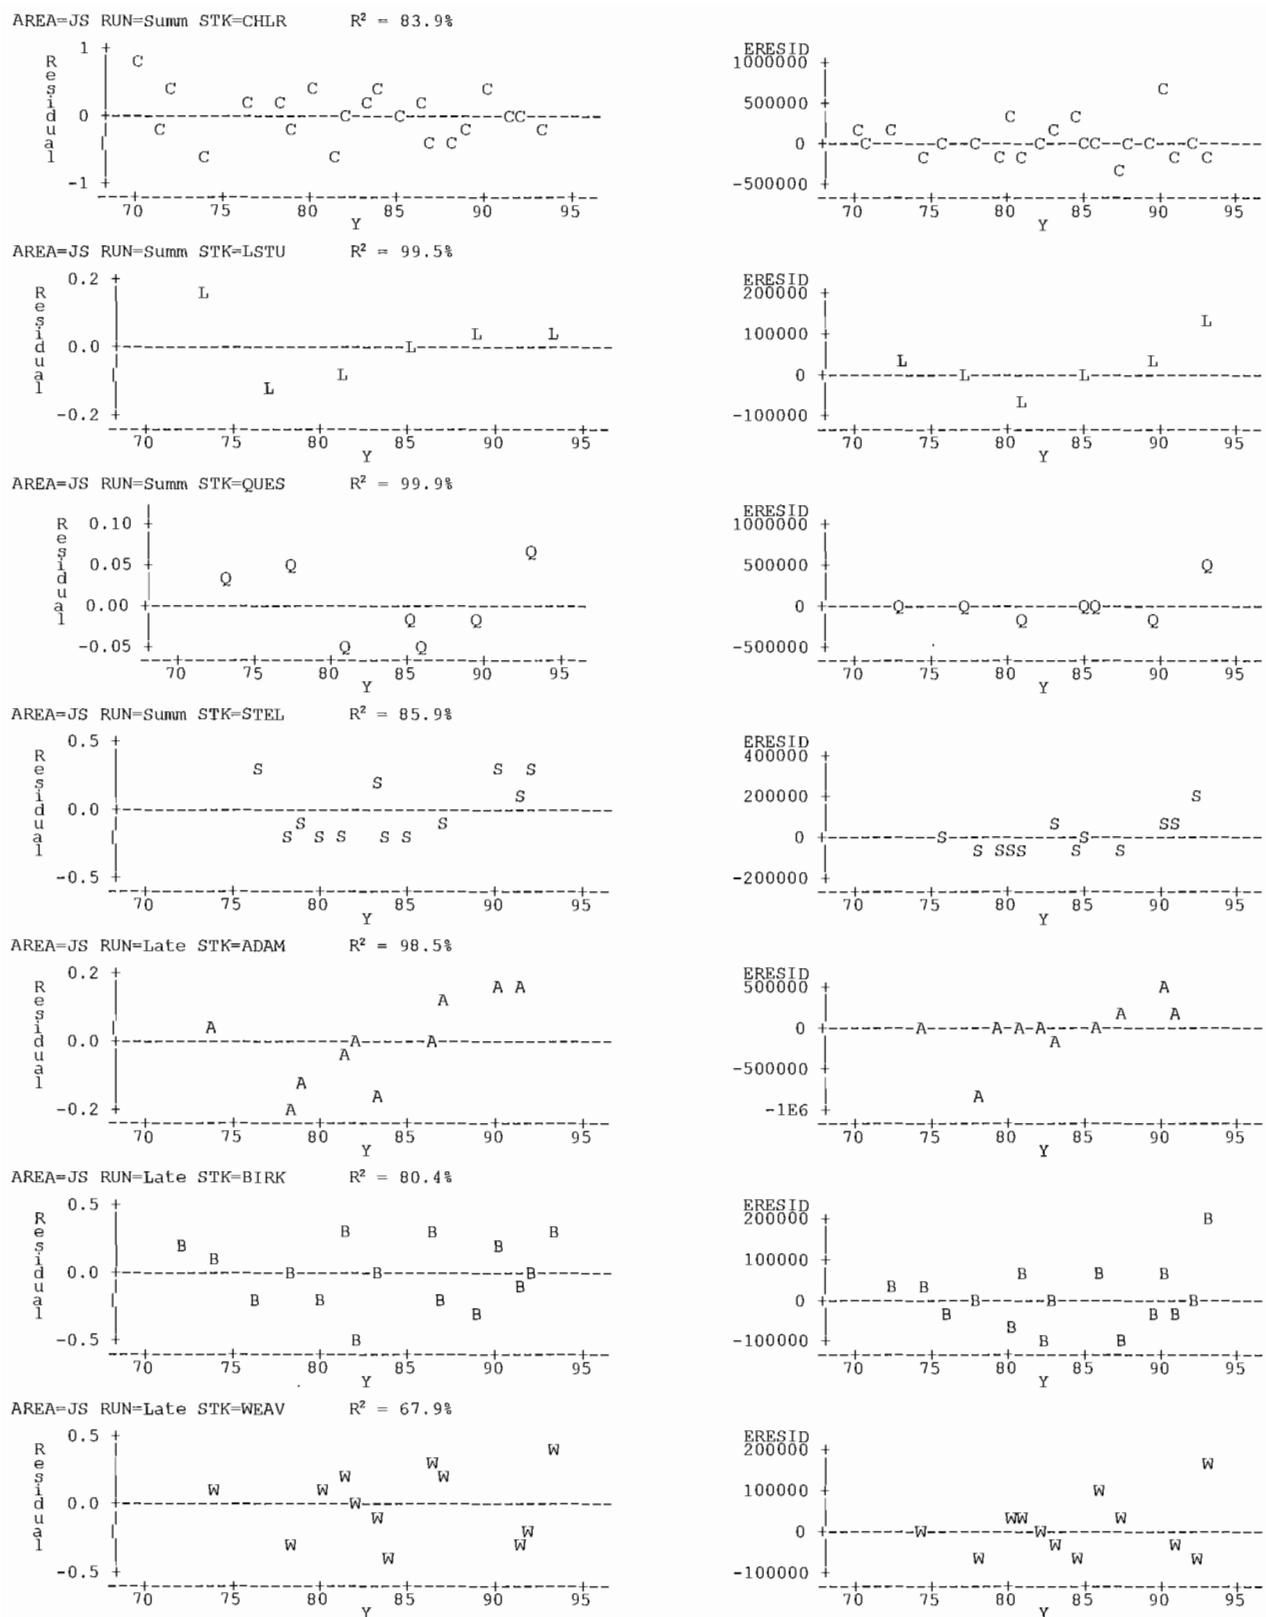 AREA=JS RUN=Summ STK=CHLR R² = 83.9%
Residual
1
C
C C C C
C C C C
0 C C CC
C C C C
C C
C C
-1
70 75 80 85 90 95
Y
ERESID
1000000
C
500000
C C
C C C
0 C C C C CC C C C
C C C C C
C
-500000
70 75 80 85 90 95
Y
AREA=JS RUN=Summ STK=LSTU R² = 99.5%
Residual
0.2
L
L L
0.0 L
L
L
-0.2
70 75 80 85 90 95
Y
ERESID
200000
L
100000
L L
0 L L
L
-100000
70 75 80 85 90 95
Y
AREA=JS RUN=Summ STK=QUES R² = 99.9%
Residual
0.10
Q
0.05 Q
Q
0.00
Q Q
-0.05 Q Q
70 75 80 85 90 95
Y
ERESID
1000000
500000 Q
0 Q Q QQ
Q Q
-500000
70 75 80 85 90 95
Y
AREA=JS RUN=Summ STK=STEL R² = 85.9%
Residual
0.5
S S S
S
S
0.0
S S
S S S S S
-0.5
70 75 80 85 90 95
Y
ERESID
400000
200000 S
S SS
0 S S
S SSS S S
-200000
70 75 80 85 90 95
Y
AREA=JS RUN=Late STK=ADAM R² = 98.5%
Residual
0.2
A A
A
A
0.0 A A
A
A
A
-0.2 A
70 75 80 85 90 95
Y
ERESID
500000 A
A A
0 A A A A A
A
-500000
A
-1E6
70 75 80 85 90 95
Y
AREA=JS RUN=Late STK=BIRK R² = 80.4%
Residual
0.5
B B B
B B
B
0.0 B B B
B
B B B
B
-0.5 B
70 75 80 85 90 95
Y
ERESID
200000 B
100000
B B B
B B
0 B B B
B B B
B
-100000 B B
70 75 80 85 90 95
Y
AREA=JS RUN=Late STK=WEAV R² = 67.9%
Residual
0.5
W
W
W W
W W
0.0 W
W
W
W W
W
-0.5
70 75 80 85 90 95
Y
ERESID
200000
W
100000 W
WW W
0 W W
W W
W W W
-100000
70 75 80 85 90 95
Y